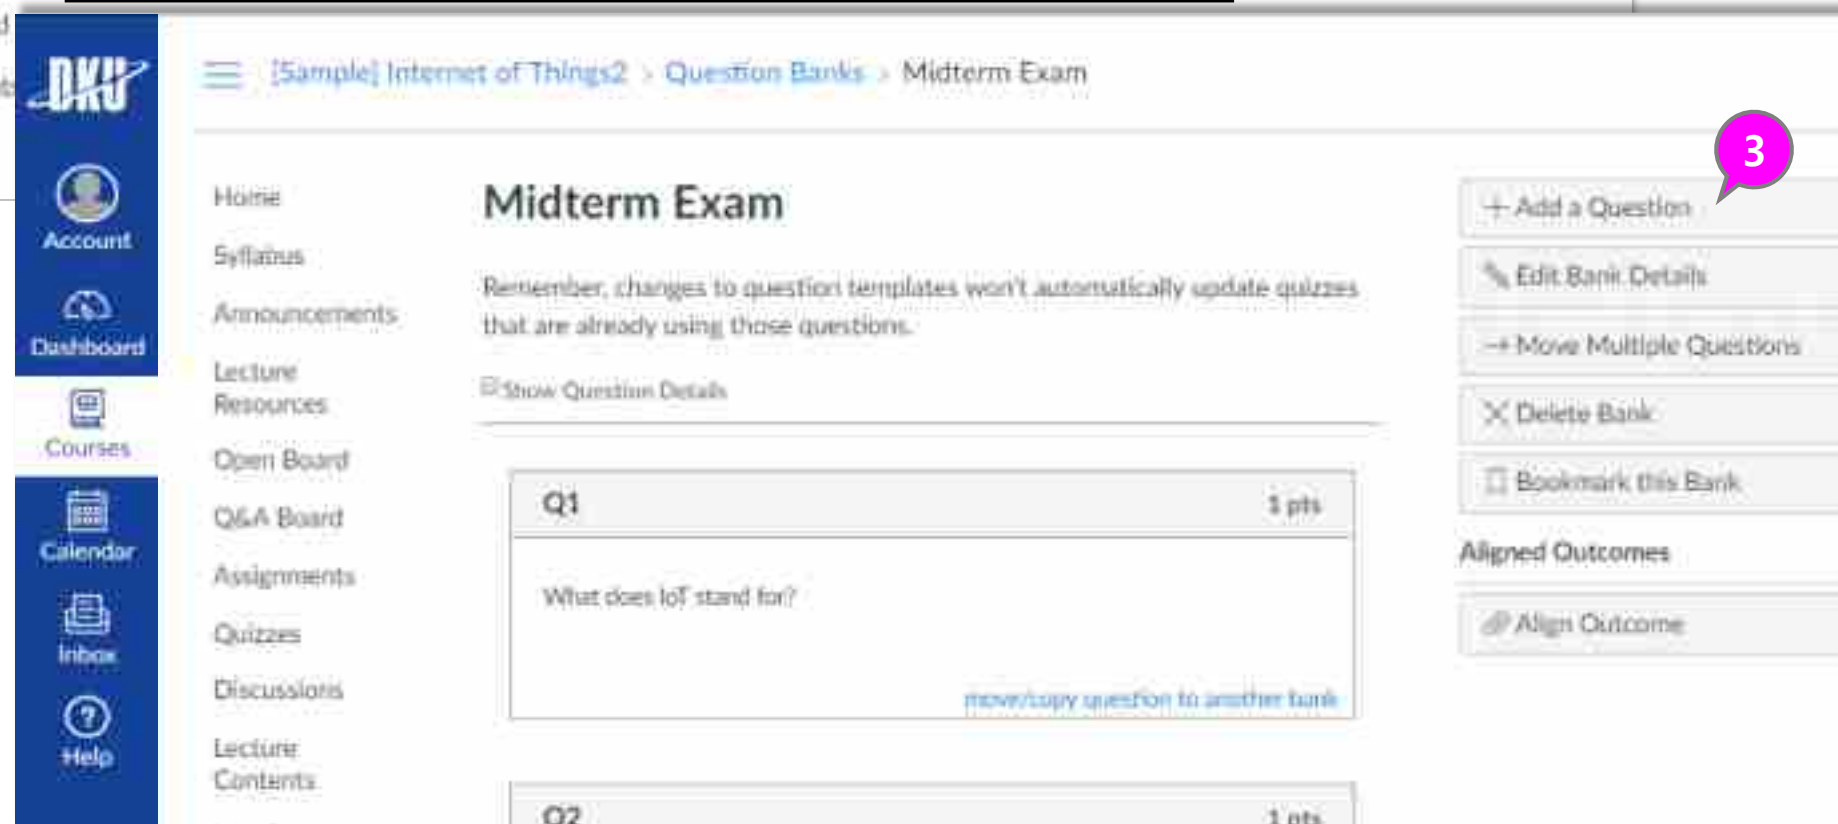 DKU
[Sample] Internet of Things2 > Question Banks > Midterm Exam
3
Account
Dashboard
Courses
Calendar
Inbox
Help
Home
Syllabus
Announcements
Lecture
Resources
Open Board
Q&A Board
Assignments
Quizzes
Discussions
Lecture
Contents
Midterm Exam
Remember, changes to question templates won't automatically update quizzes
that are already using those questions.
Show Question Details
Q1 1 pts
What does IoT stand for?
move/copy question to another bank
Q2 1 pts
+ Add a Question
Edit Bank Details
→ Move Multiple Questions
Delete Bank
Bookmark this Bank
Aligned Outcomes
Align Outcome